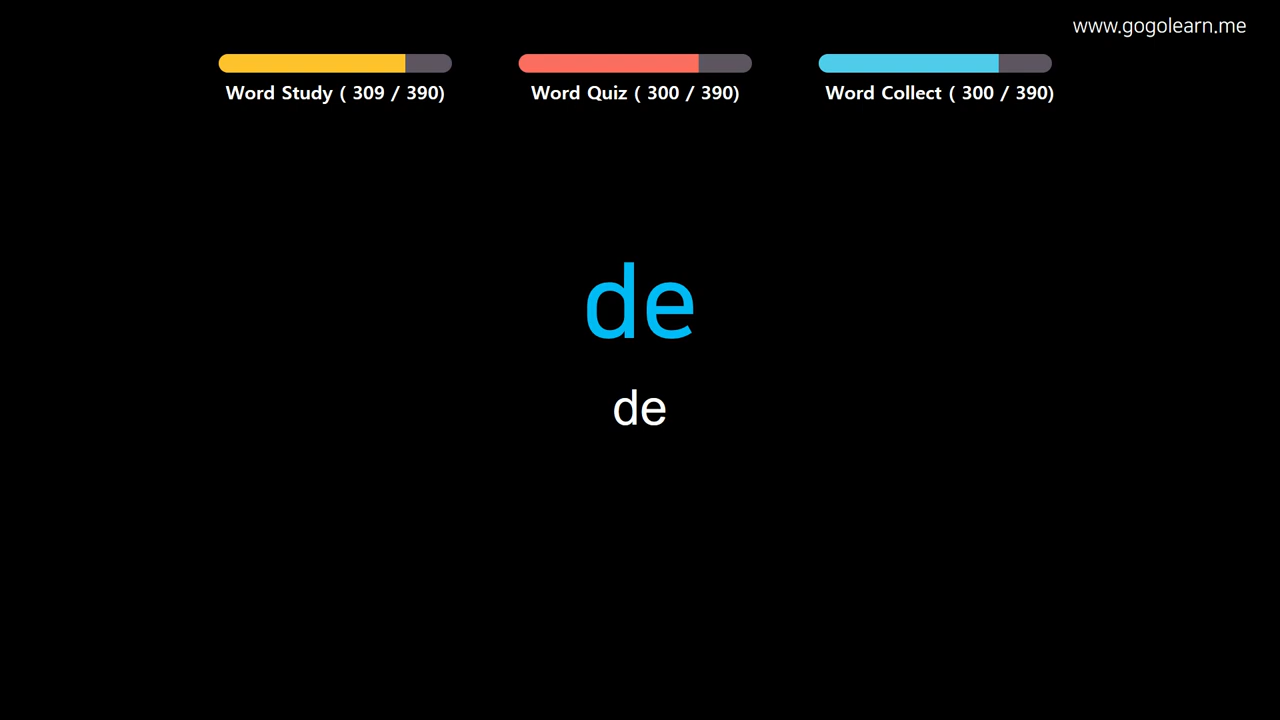 www.gogolearn.me
Word Study ( 309 / 390)
Word Quiz ( 300 / 390)
Word Collect ( 300 / 390)
de
de